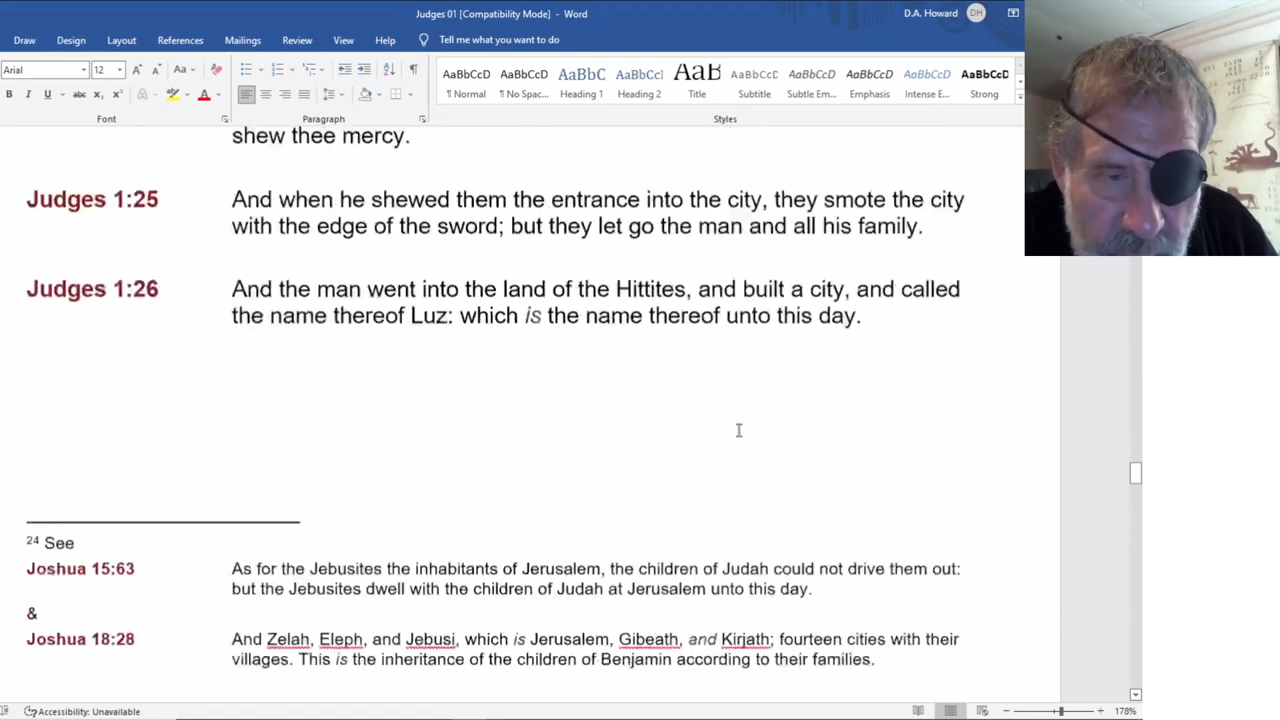 Judges 01 [Compatibility Mode] - Word
D.A. Howard DH
Draw Design Layout References Mailings Review View Help Tell me what you want to do
Arial 12 Aa
AaBbCcD AaBbCcD AaBbC AaBbCcI AaB AaBbCcD AaBbCcD AaBbCcD AaBbCcD AaBbCcD
¶ Normal ¶ No Spac... Heading 1 Heading 2 Title Subtitle Subtle Em... Emphasis Intense E... Strong
B I U abc x₂ x² A A
Font Paragraph Styles
shew thee mercy.
Judges 1:25 And when he shewed them the entrance into the city, they smote the city
with the edge of the sword; but they let go the man and all his family.
Judges 1:26 And the man went into the land of the Hittites, and built a city, and called
the name thereof Luz: which is the name thereof unto this day.
24 See
Joshua 15:63 As for the Jebusites the inhabitants of Jerusalem, the children of Judah could not drive them out:
but the Jebusites dwell with the children of Judah at Jerusalem unto this day.
&
Joshua 18:28 And Zelah, Eleph, and Jebusi, which is Jerusalem, Gibeath, and Kirjath; fourteen cities with their
villages. This is the inheritance of the children of Benjamin according to their families.
Accessibility: Unavailable
178%